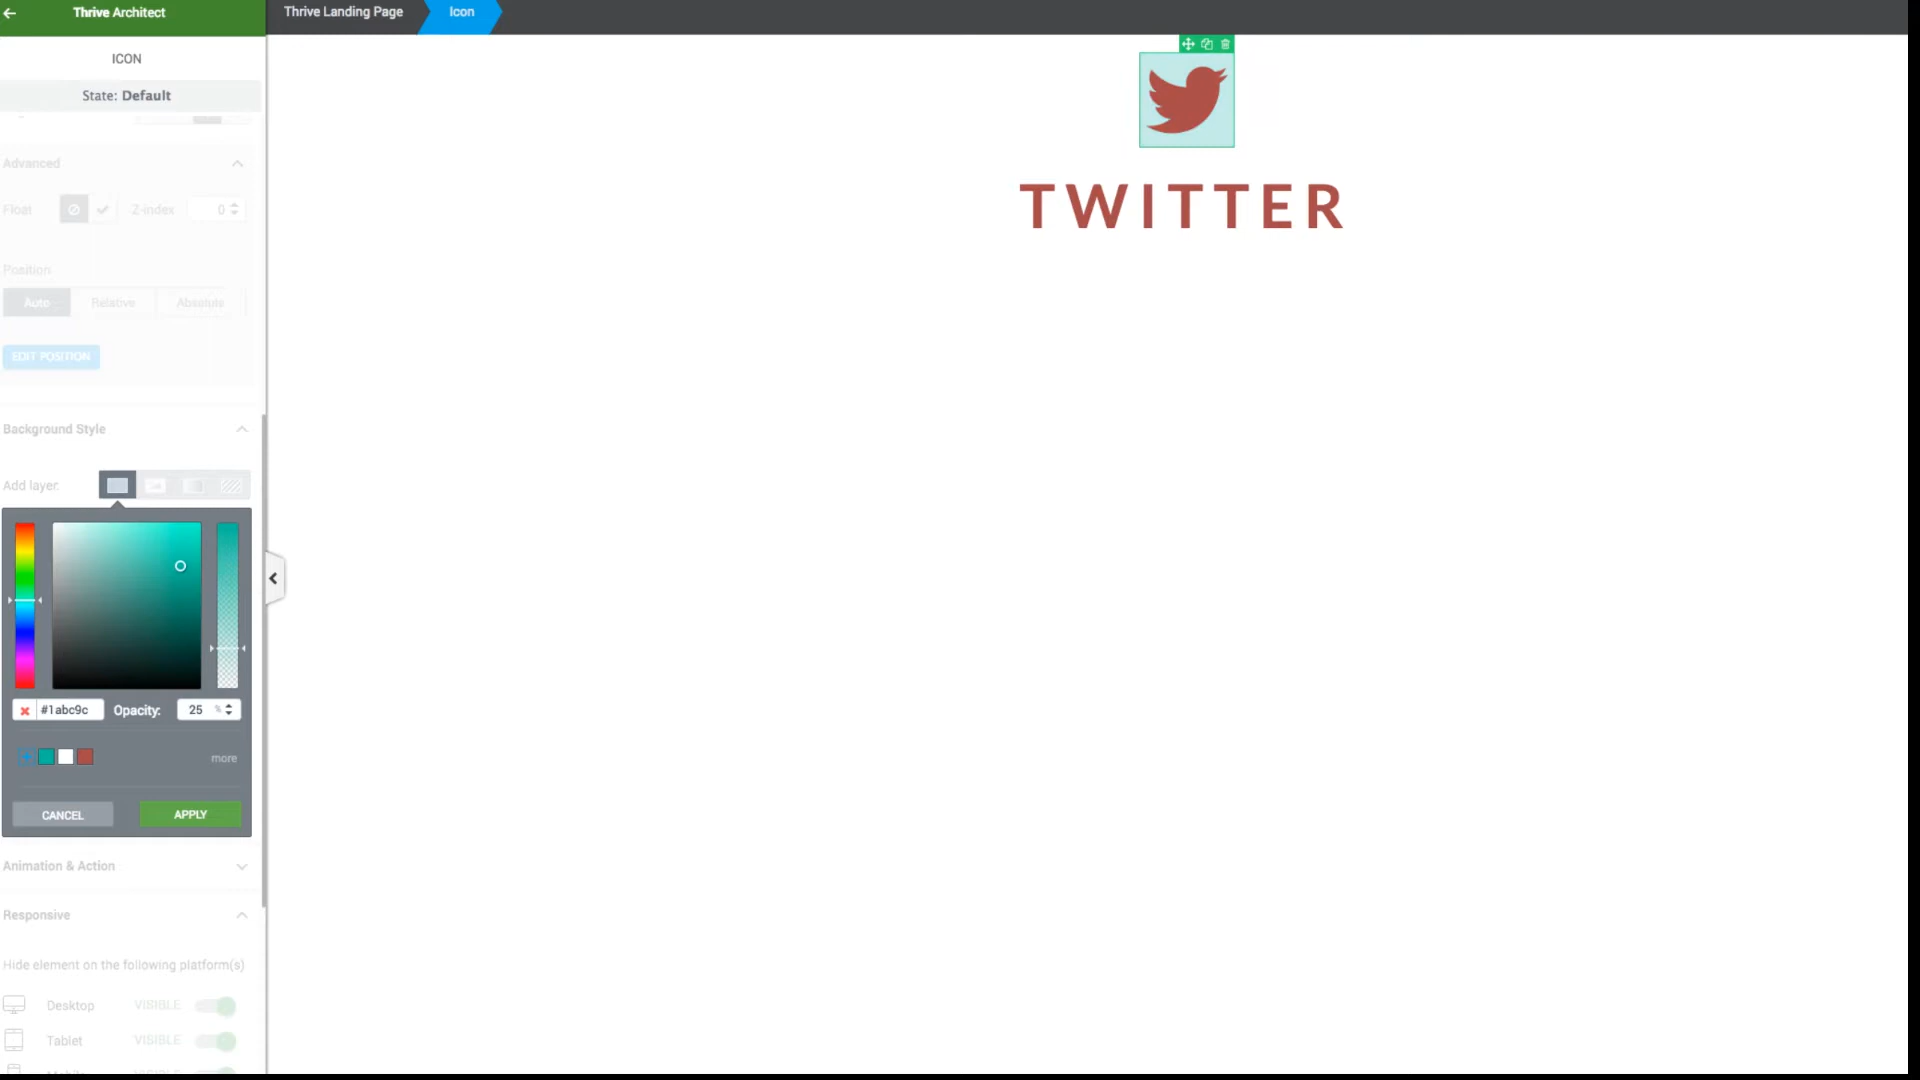 Thrive Architect
Thrive Landing Page
Icon
ICON
State: Default
Advanced
Float
Z-index
0
Position
Auto
Relative
Absolute
EDIT POSITION
Background Style
Add layer:
#1abc9c
Opacity:
25
%
more
CANCEL
APPLY
Animation & Action
Responsive
Hide element on the following platform(s)
Desktop
VISIBLE
Tablet
VISIBLE
TWITTER